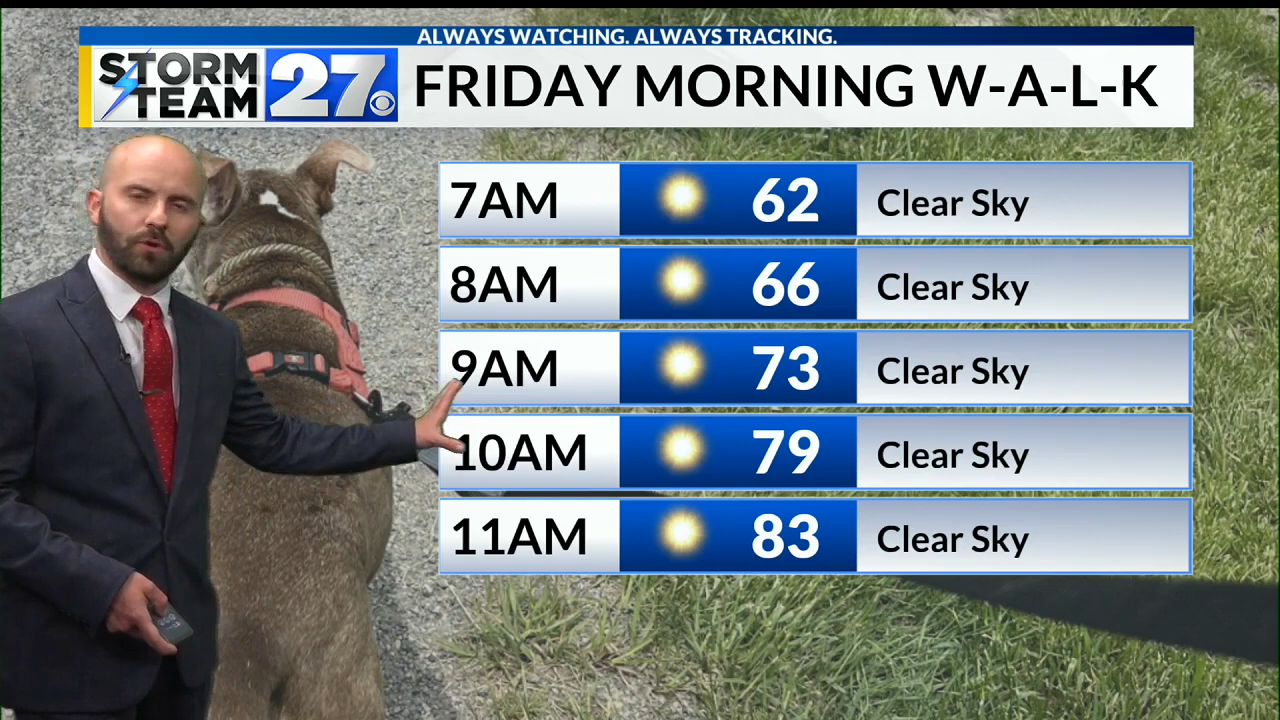 ALWAYS WATCHING. ALWAYS TRACKING.
STORM TEAM 27
FRIDAY MORNING W-A-L-K
7AM 62 Clear Sky
8AM 66 Clear Sky
9AM 73 Clear Sky
10AM 79 Clear Sky
11AM 83 Clear Sky